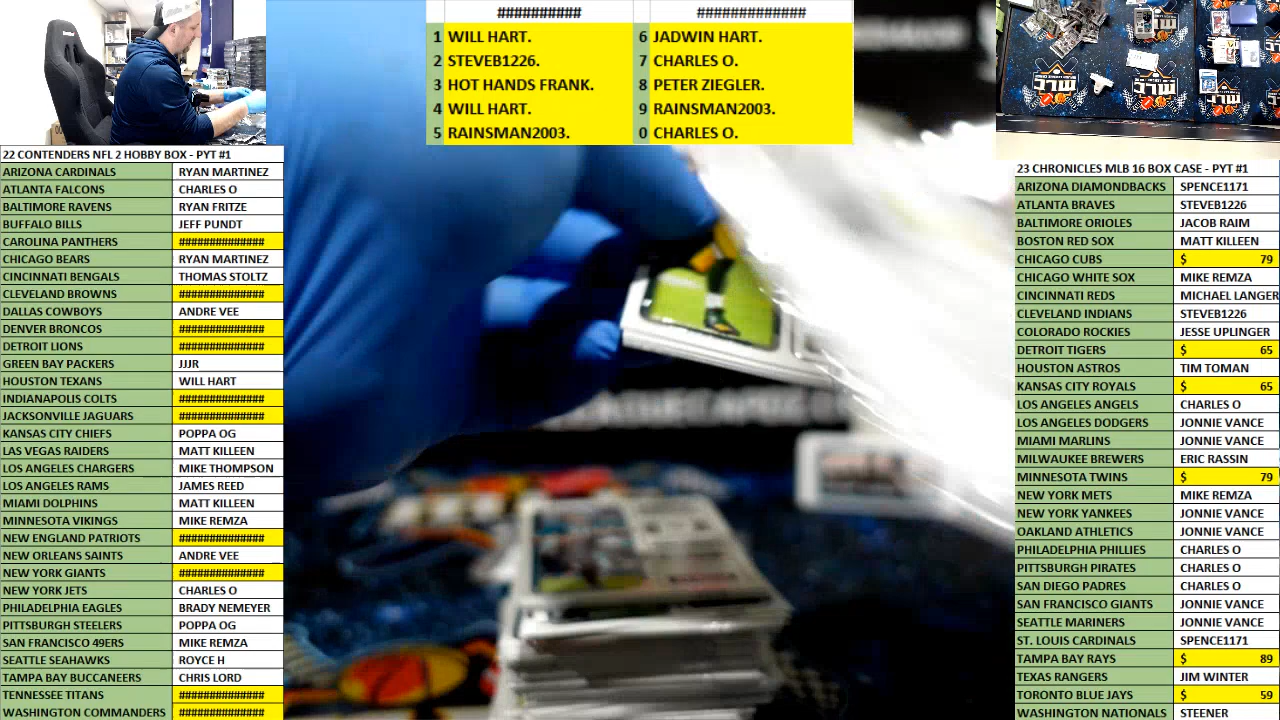 ########## #############
1 WILL HART. 6 JADWIN HART.
2 STEVEB1226. 7 CHARLES O.
3 HOT HANDS FRANK. 8 PETER ZIEGLER.
4 WILL HART. 9 RAINSMAN2003.
5 RAINSMAN2003. 0 CHARLES O.
22 CONTENDERS NFL 2 HOBBY BOX - PYT #1
ARIZONA CARDINALS RYAN MARTINEZ
ATLANTA FALCONS CHARLES O
BALTIMORE RAVENS RYAN FRITZE
BUFFALO BILLS JEFF PUNDT
CAROLINA PANTHERS ##############
CHICAGO BEARS RYAN MARTINEZ
CINCINNATI BENGALS THOMAS STOLTZ
CLEVELAND BROWNS ##############
DALLAS COWBOYS ANDRE VEE
DENVER BRONCOS ##############
DETROIT LIONS ##############
GREEN BAY PACKERS JJJR
HOUSTON TEXANS WILL HART
INDIANAPOLIS COLTS ##############
JACKSONVILLE JAGUARS ##############
KANSAS CITY CHIEFS POPPA OG
LAS VEGAS RAIDERS MATT KILLEEN
LOS ANGELES CHARGERS MIKE THOMPSON
LOS ANGELES RAMS JAMES REED
MIAMI DOLPHINS MATT KILLEEN
MINNESOTA VIKINGS MIKE REMZA
NEW ENGLAND PATRIOTS ##############
NEW ORLEANS SAINTS ANDRE VEE
NEW YORK GIANTS ##############
NEW YORK JETS CHARLES O
PHILADELPHIA EAGLES BRADY NEMEYER
PITTSBURGH STEELERS POPPA OG
SAN FRANCISCO 49ERS MIKE REMZA
SEATTLE SEAHAWKS ROYCE H
TAMPA BAY BUCCANEERS CHRIS LORD
TENNESSEE TITANS ##############
WASHINGTON COMMANDERS ##############
23 CHRONICLES MLB 16 BOX CASE - PYT #1
ARIZONA DIAMONDBACKS SPENCE1171
ATLANTA BRAVES STEVEB1226
BALTIMORE ORIOLES JACOB RAIM
BOSTON RED SOX MATT KILLEEN
CHICAGO CUBS $ 79
CHICAGO WHITE SOX MIKE REMZA
CINCINNATI REDS MICHAEL LANGER
CLEVELAND INDIANS STEVEB1226
COLORADO ROCKIES JESSE UPLINGER
DETROIT TIGERS $ 65
HOUSTON ASTROS TIM TOMAN
KANSAS CITY ROYALS $ 65
LOS ANGELES ANGELS CHARLES O
LOS ANGELES DODGERS JONNIE VANCE
MIAMI MARLINS JONNIE VANCE
MILWAUKEE BREWERS ERIC RASSIN
MINNESOTA TWINS $ 79
NEW YORK METS MIKE REMZA
NEW YORK YANKEES JONNIE VANCE
OAKLAND ATHLETICS JONNIE VANCE
PHILADELPHIA PHILLIES CHARLES O
PITTSBURGH PIRATES CHARLES O
SAN DIEGO PADRES CHARLES O
SAN FRANCISCO GIANTS JONNIE VANCE
SEATTLE MARINERS JONNIE VANCE
ST. LOUIS CARDINALS SPENCE1171
TAMPA BAY RAYS $ 89
TEXAS RANGERS JIM WINTER
TORONTO BLUE JAYS $ 59
WASHINGTON NATIONALS STEENER